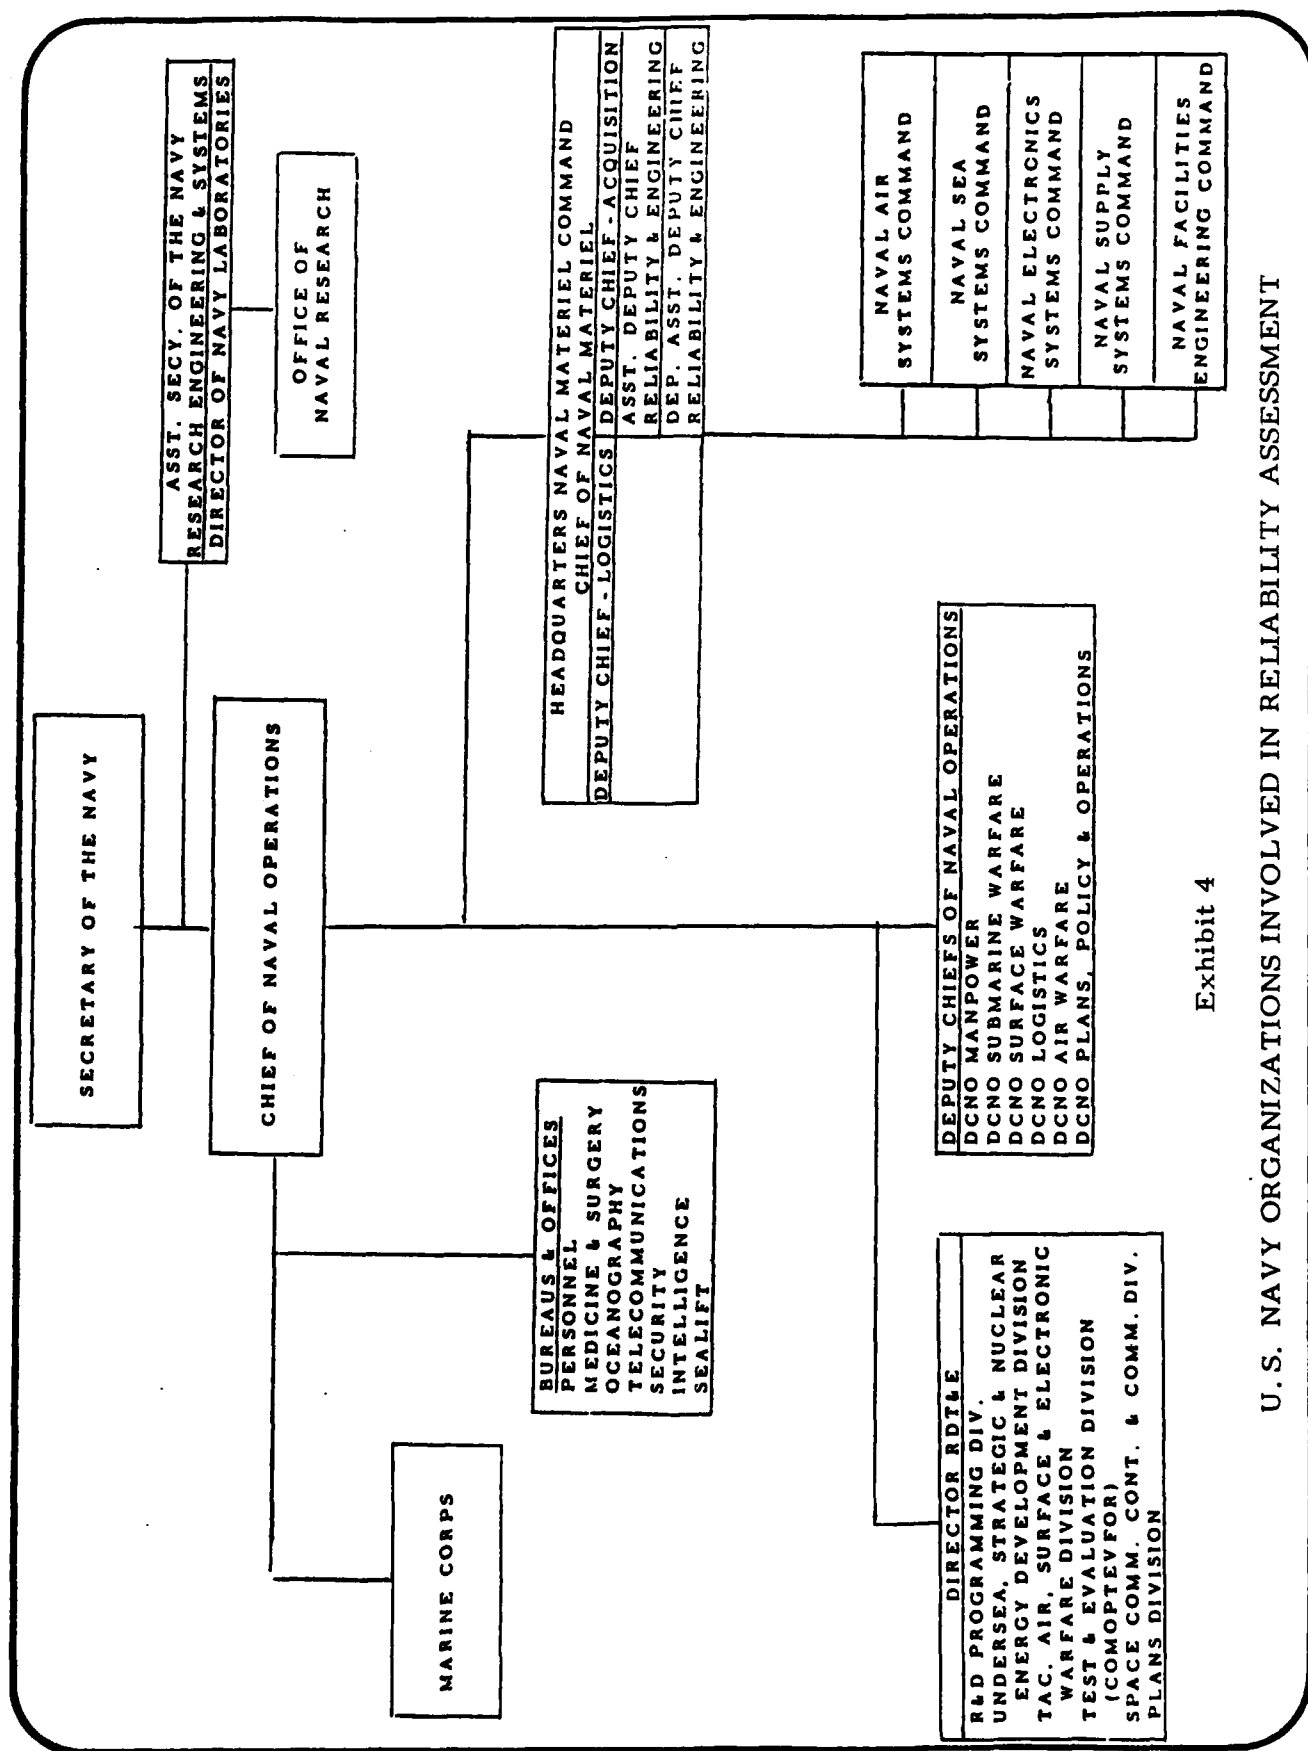 SECRETARY OF THE NAVY
ASST. SECY. OF THE NAVY
RESEARCH ENGINEERING & SYSTEMS
DIRECTOR OF NAVY LABORATORIES
OFFICE OF
NAVAL RESEARCH
CHIEF OF NAVAL OPERATIONS
MARINE CORPS
BUREAUS & OFFICES
PERSONNEL
MEDICINE & SURGERY
OCEANOGRAPHY
TELECOMMUNICATIONS
SECURITY
INTELLIGENCE
SEALIFT
HEADQUARTERS NAVAL MATERIEL COMMAND
CHIEF OF NAVAL MATERIEL
DEPUTY CHIEF - LOGISTICS DEPUTY CHIEF - ACQUISITION
ASST. DEPUTY CHIEF
RELIABILITY & ENGINEERING
DEP. ASST. DEPUTY CHIEF
RELIABILITY & ENGINEERING
DIRECTOR RDT&E
R&D PROGRAMMING DIV.
UNDERSEA, STRATEGIC & NUCLEAR
ENERGY DEVELOPMENT DIVISION
TAC. AIR, SURFACE & ELECTRONIC
WARFARE DIVISION
TEST & EVALUATION DIVISION
(COMOPTEVFOR)
SPACE COMM. CONT. & COMM. DIV.
PLANS DIVISION
DEPUTY CHIEFS OF NAVAL OPERATIONS
DCNO MANPOWER
DCNO SUBMARINE WARFARE
DCNO SURFACE WARFARE
DCNO LOGISTICS
DCNO AIR WARFARE
DCNO PLANS, POLICY & OPERATIONS
NAVAL AIR
SYSTEMS COMMAND
NAVAL SEA
SYSTEMS COMMAND
NAVAL ELECTRONICS
SYSTEMS COMMAND
NAVAL SUPPLY
SYSTEMS COMMAND
NAVAL FACILITIES
ENGINEERING COMMAND
Exhibit 4
U.S. NAVY ORGANIZATIONS INVOLVED IN RELIABILITY ASSESSMENT